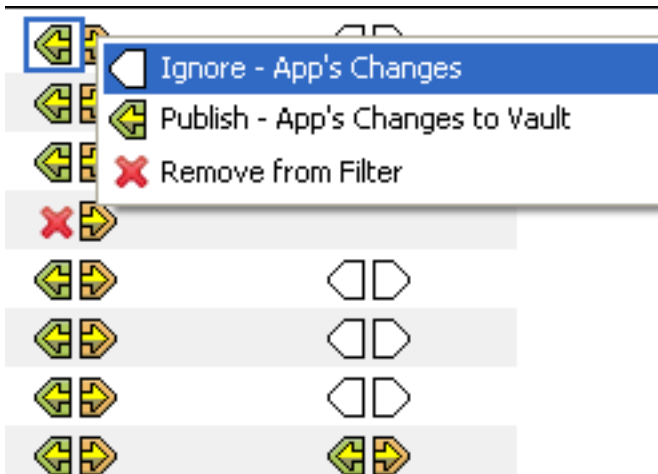 Ignore - App's Changes
Publish - App's Changes to Vault
Remove from Filter